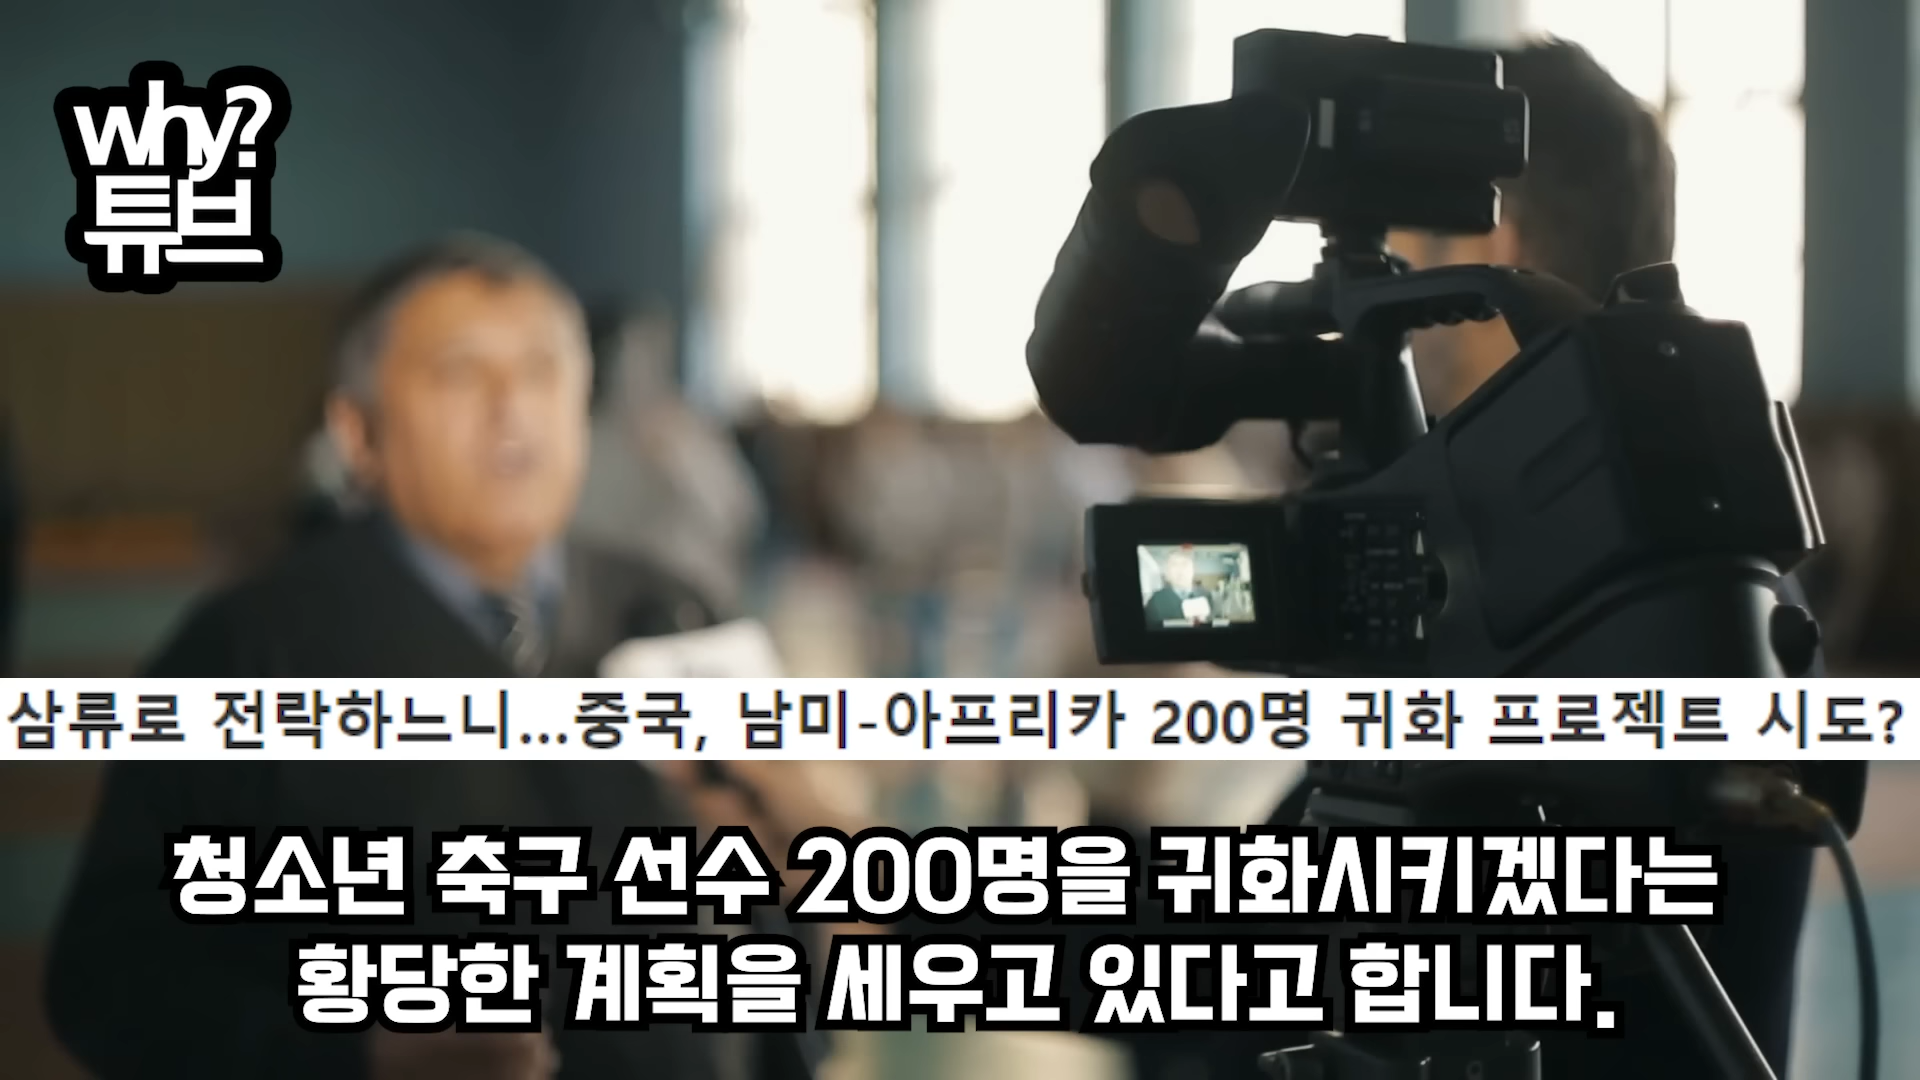 why?
튜브
삼류로 전락하느니...중국, 남미-아프리카 200명 귀화 프로젝트 시도?
청소년 축구 선수 200명을 귀화시키겠다는
황당한 계획을 세우고 있다고 합니다.